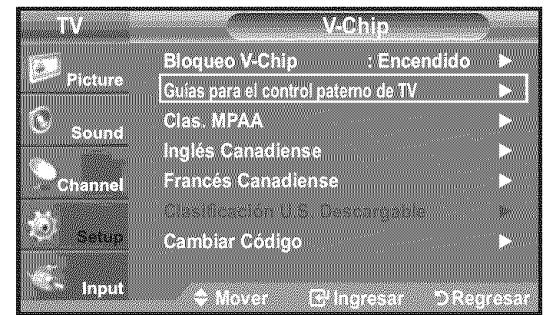 TV
V-Chip
Picture
Sound
Channel
Setup
Input
Bloqueo V-Chip : Encendido
Guías para el control paterno de TV
Clas. MPAA
Inglés Canadiense
Francés Canadiense
Clasificación U.S. Descargable
Cambiar Código
Mover Ingresar Regresar